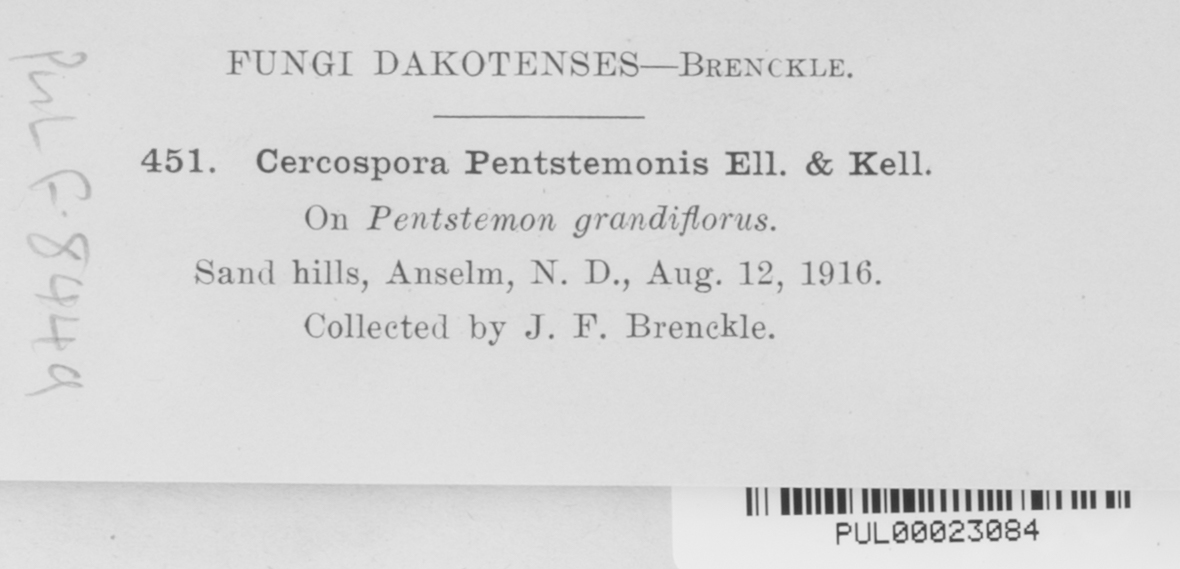 FUNGI DAKOTENSES—BRENCKLE.
451. Cercospora Pentstemonis Ell. & Kell.
On Pentstemon grandiflorus.
Sand hills, Anselm, N. D., Aug. 12, 1916.
Collected by J. F. Brenckle.
PUL F. 8449
PUL00023084